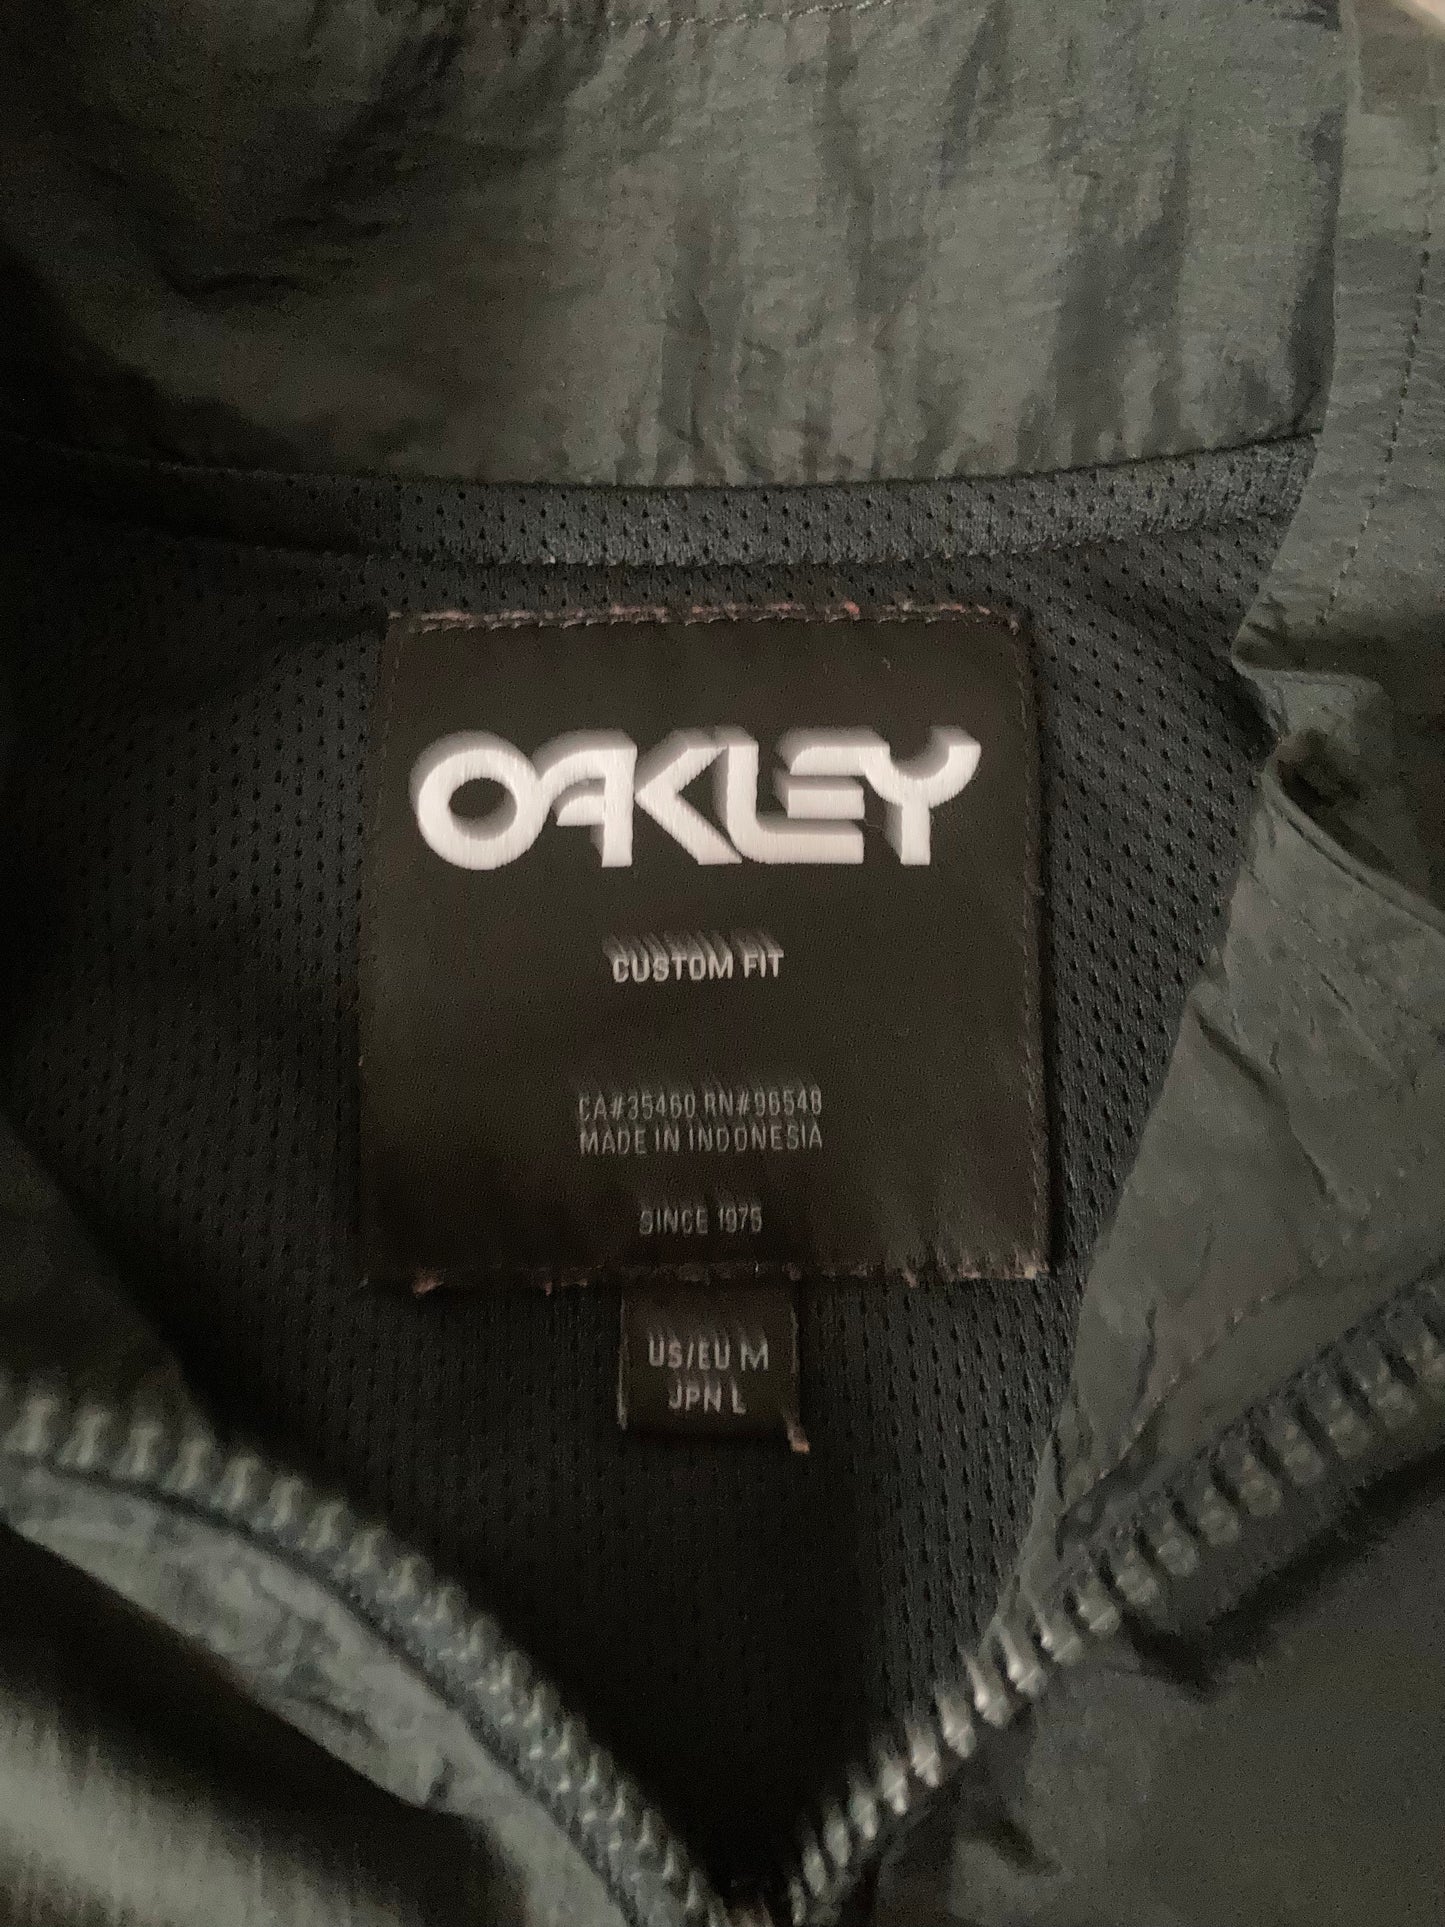 OAKLEY
CUSTOM FIT
CA#35460 RN#96548
MADE IN INDONESIA
SINCE 1975
US/EU M
JPN L